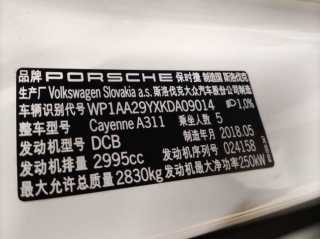 品牌 PORSCHE 保时捷 制造国 斯洛伐克
生产厂 Volkswagen Slovakia a.s. 斯洛伐克大众汽车股份公司制造
车辆识别代号 WP1AA29YXKDA09014 1,0%
整车型号 Cayenne A311 乘坐人数 5
发动机型号 DCB 制造年月 2018.05
发动机排量 2995cc 发动机序号 024158
最大允许总质量 2830kg 发动机最大净功率 250kW